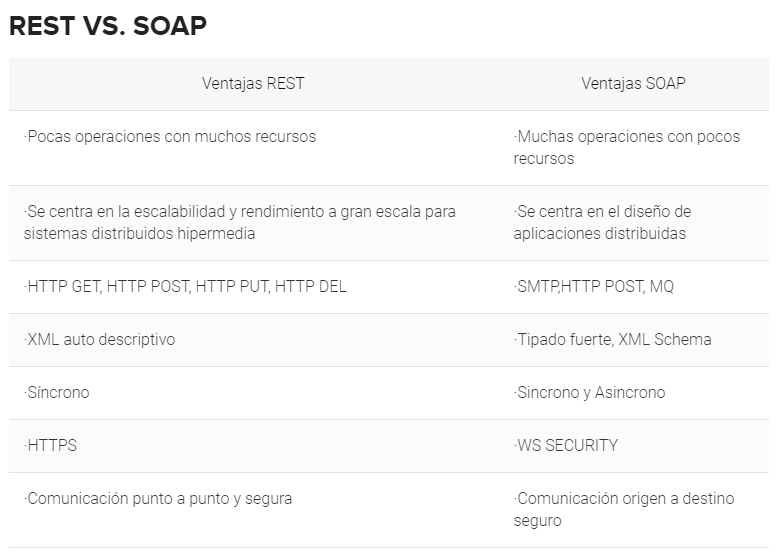 REST VS. SOAP
Ventajas REST
Ventajas SOAP
·Pocas operaciones con muchos recursos
·Muchas operaciones con pocos
recursos
·Se centra en la escalabilidad y rendimiento a gran escala para
sistemas distribuidos hipermedia
·Se centra en el diseño de
aplicaciones distribuidas
·HTTP GET, HTTP POST, HTTP PUT, HTTP DEL
·SMTP,HTTP POST, MQ
·XML auto descriptivo
·Tipado fuerte, XML Schema
·Síncrono
·Sincrono y Asincrono
·HTTPS
·WS SECURITY
·Comunicación punto a punto y segura
·Comunicación origen a destino
seguro